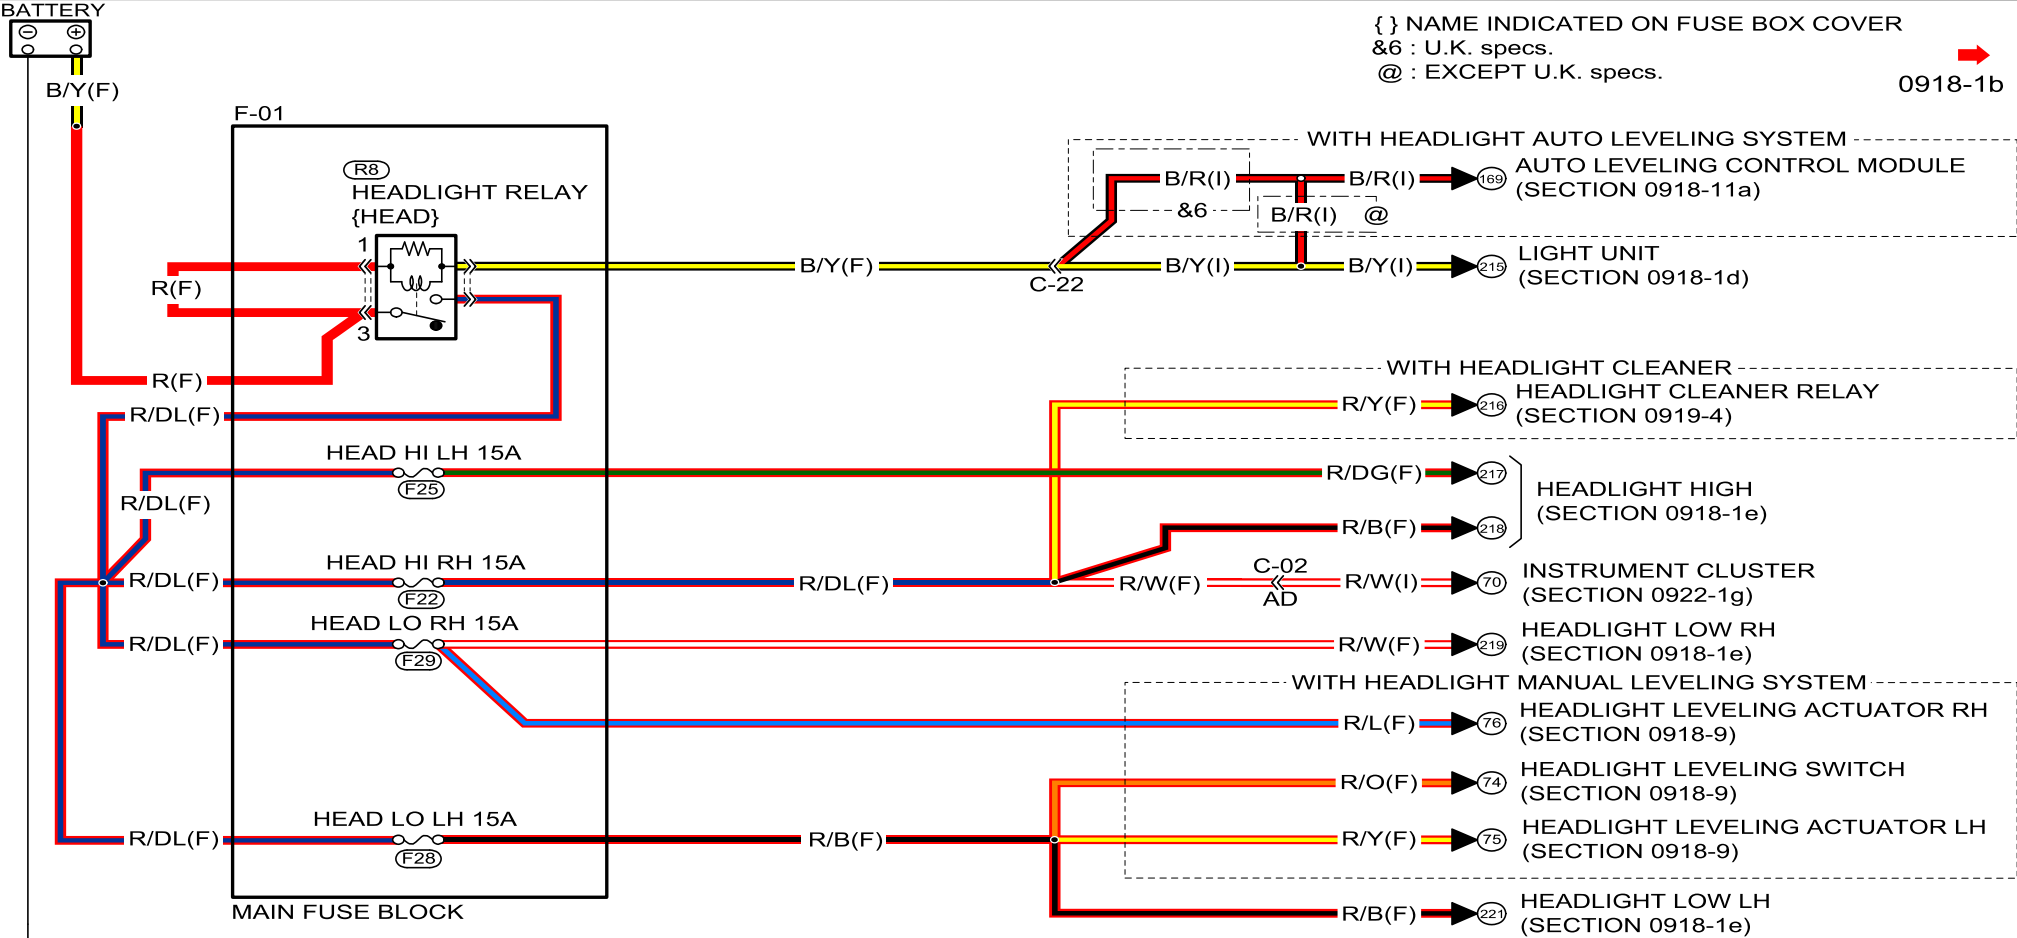 BATTERY
{ } NAME INDICATED ON FUSE BOX COVER
&6 : U.K. specs.
@ : EXCEPT U.K. specs.
0918-1b
B/Y(F)
F-01
WITH HEADLIGHT AUTO LEVELING SYSTEM
R8
HEADLIGHT RELAY
{HEAD}
B/R(I)
B/R(I)
169
AUTO LEVELING CONTROL MODULE
(SECTION 0918-11a)
&6
B/R(I)
@
1
R(F)
3
B/Y(F)
C-22
B/Y(I)
B/Y(I)
215
LIGHT UNIT
(SECTION 0918-1d)
R(F)
WITH HEADLIGHT CLEANER
R/DL(F)
R/Y(F)
216
HEADLIGHT CLEANER RELAY
(SECTION 0919-4)
HEAD HI LH 15A
F25
R/DL(F)
R/DG(F)
217
R/B(F)
218
HEADLIGHT HIGH
(SECTION 0918-1e)
HEAD HI RH 15A
R/DL(F)
F22
R/DL(F)
R/W(F)
C-02
AD
R/W(I)
70
INSTRUMENT CLUSTER
(SECTION 0922-1g)
HEAD LO RH 15A
R/DL(F)
F29
R/W(F)
219
HEADLIGHT LOW RH
(SECTION 0918-1e)
WITH HEADLIGHT MANUAL LEVELING SYSTEM
R/L(F)
76
HEADLIGHT LEVELING ACTUATOR RH
(SECTION 0918-9)
R/O(F)
74
HEADLIGHT LEVELING SWITCH
(SECTION 0918-9)
HEAD LO LH 15A
R/DL(F)
F28
R/B(F)
R/Y(F)
75
HEADLIGHT LEVELING ACTUATOR LH
(SECTION 0918-9)
R/B(F)
221
HEADLIGHT LOW LH
(SECTION 0918-1e)
MAIN FUSE BLOCK